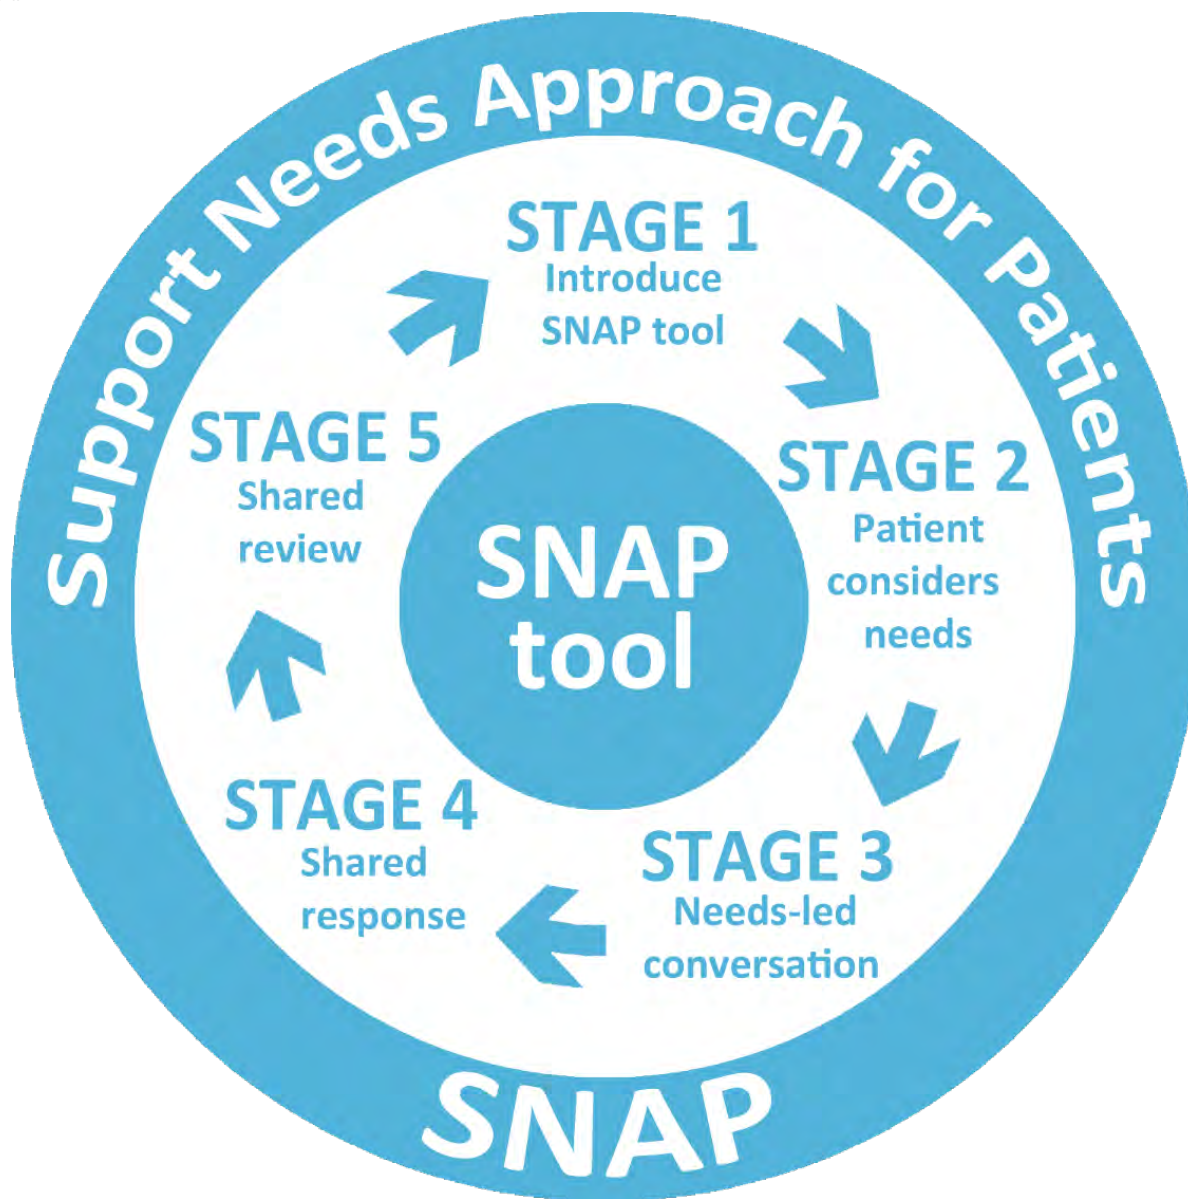 Support Needs Approach for Patients
STAGE 1
Introduce
SNAP tool
STAGE 2
Patient
considers
needs
STAGE 3
Needs-led
conversation
STAGE 4
Shared
response
STAGE 5
Shared
review
SNAP
tool
SNAP